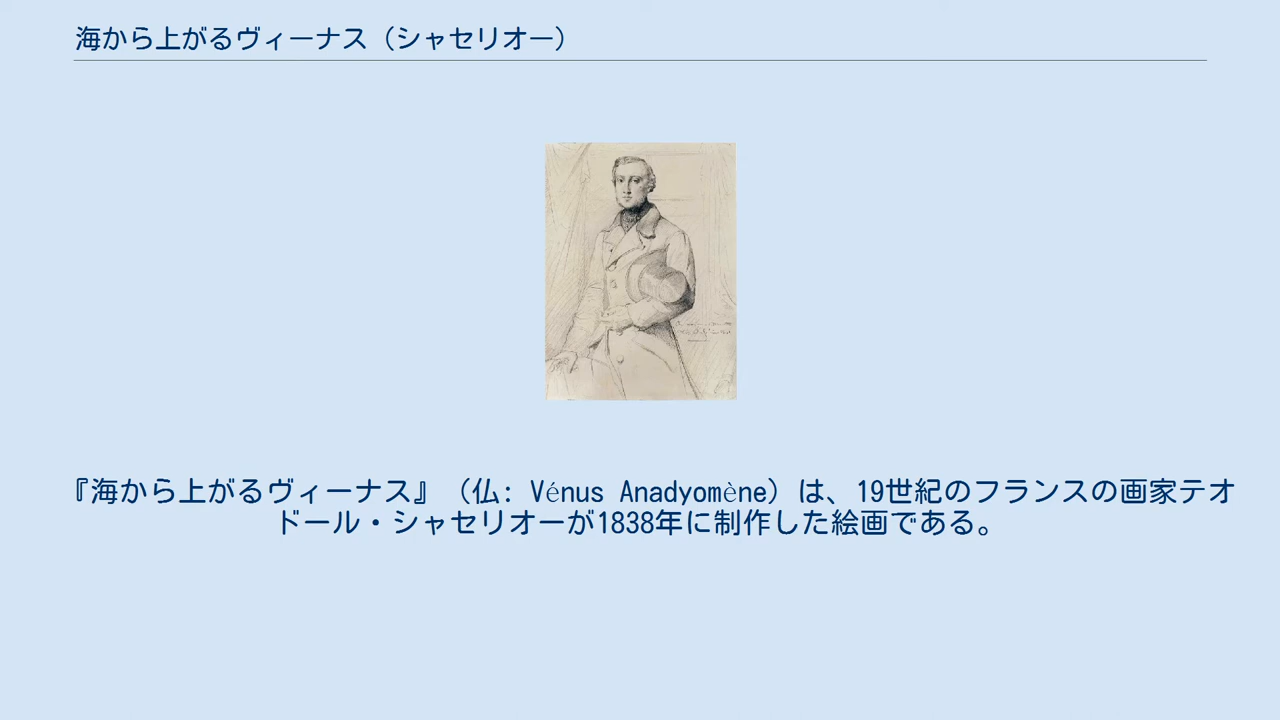 海から上がるヴィーナス（シャセリオー）
『海から上がるヴィーナス』（仏: Vénus Anadyomène）は、19世紀のフランスの画家テオ
ドール・シャセリオーが1838年に制作した絵画である。